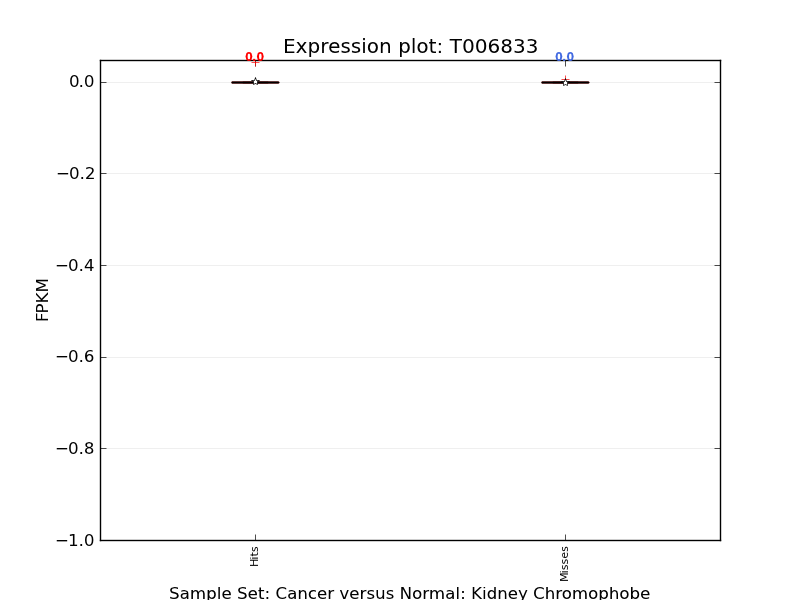 Expression plot: T006833
0.0 0.0
0.0
−0.2
−0.4
−0.6
−0.8
−1.0
FPKM
Hits Misses
Sample Set: Cancer versus Normal: Kidney Chromophobe